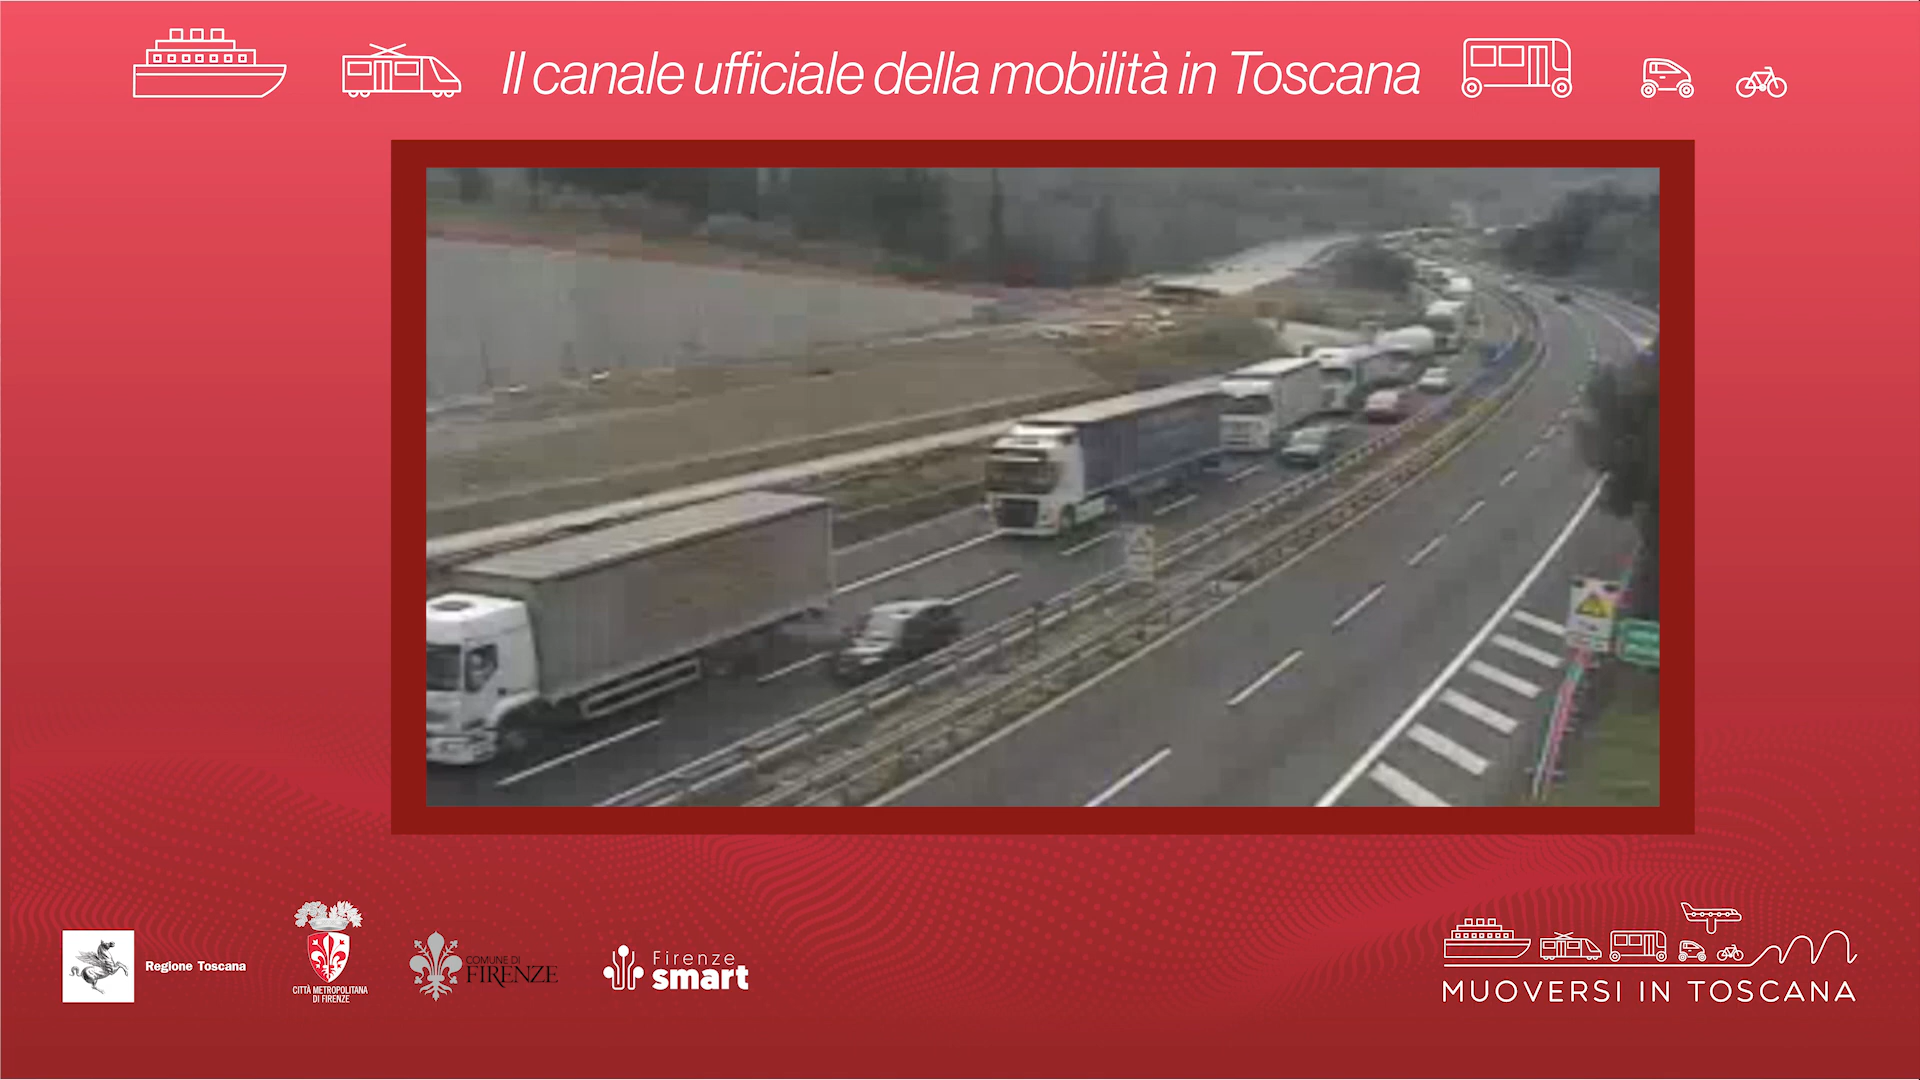 Il canale ufficiale della mobilità in Toscana
Regione Toscana
CITTÀ METROPOLITANA
DI FIRENZE
COMUNE DI
FIRENZE
Firenze
smart
MUOVERSI IN TOSCANA